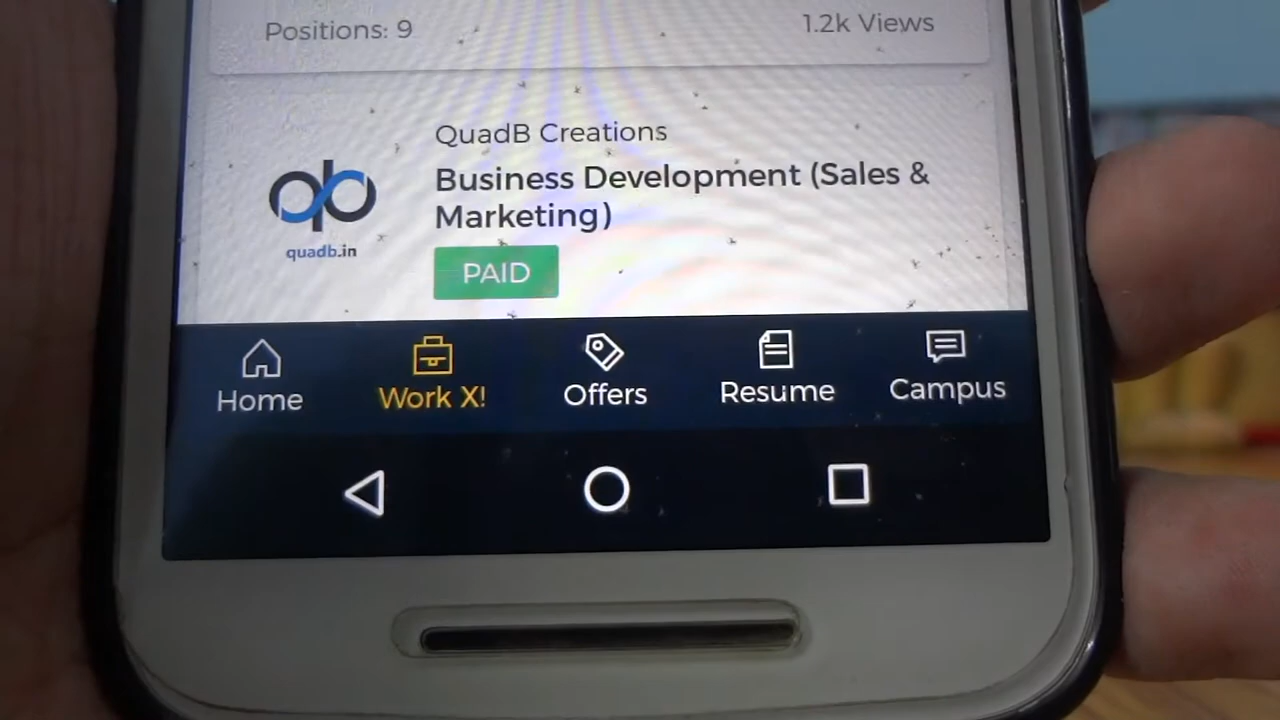 Positions: 9
1.2k Views
QuadB Creations
Business Development (Sales &
Marketing)
quadb.in
PAID
Home
Work X!
Offers
Resume
Campus